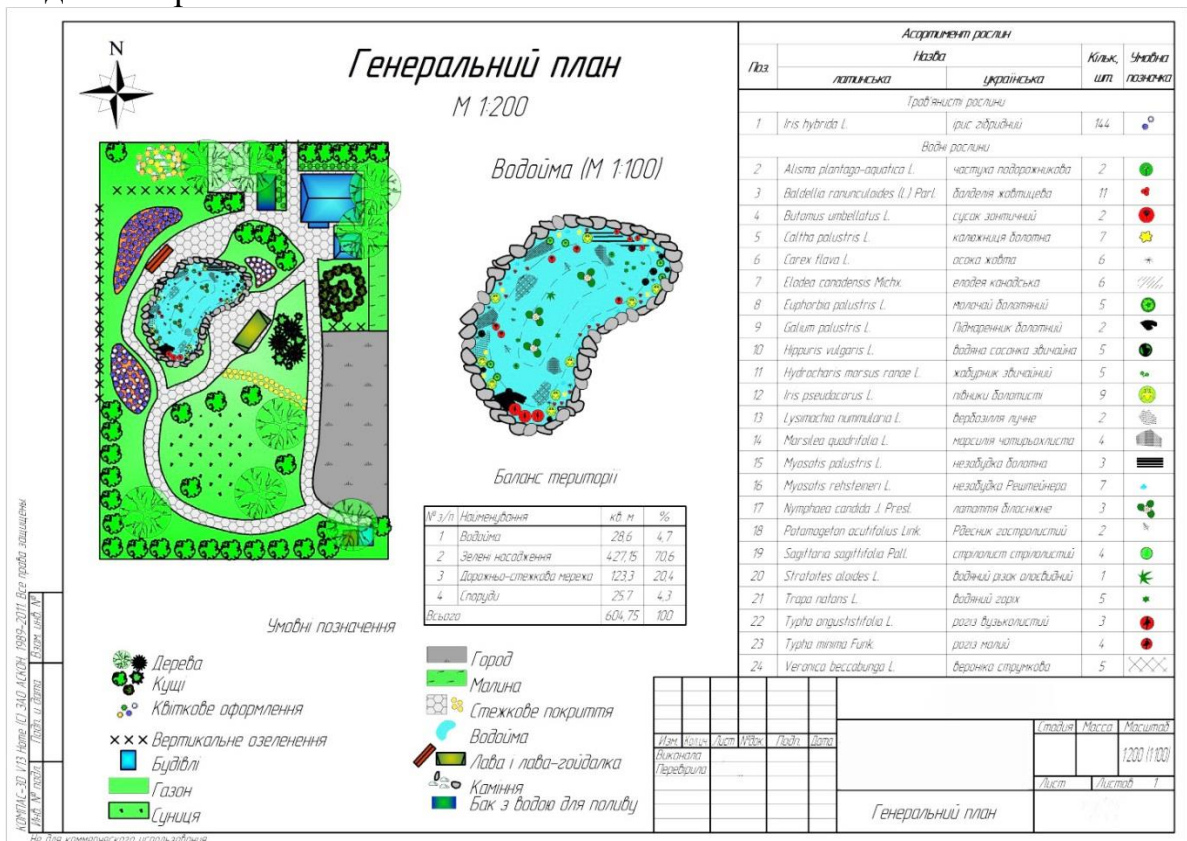 N
Генеральний план
М 1:200
Водойма (М 1:100)
Асортимент рослин
Поз. Назва Кільк, шт. Умовна позначка
латинська українська
Трав'янисті рослини
1 Iris hybrida L. ірис гібридний 144
Водні рослини
2 Alisma plantago-aquatica L. частуха подорожникова 2
3 Baldellia ranunculoides (L.) Parl. балделія жовтицева 11
4 Butomus umbellatus L. сусак зонтичний 2
5 Caltha palustris L. калюжниця болотна 7
6 Carex flava L. осока жовта 6
7 Elodea canadensis Michx. елодея канадська 6
8 Euphorbia palustris L. молочай болотяний 5
9 Galium palustris L. Підмаренник болотний 2
10 Hippuris vulgaris L. водяна сосонка звичайна 5
11 Hydrocharis morsus ranae L. жабурник звичайний 5
12 Iris pseudacorus L. півники болотисті 9
13 Lysimachia nummularia L. вербозілля лучне 2
14 Marsilea quadrifolia L. марсилія чотирьохлиста 4
15 Myosotis palustris L. незабудка болотна 3
16 Myosotis rehsteineri L. незабудка Рештейнера 7
17 Nymphaea candida J. Presl. латаття білосніжне 3
18 Potamogeton acutifolius Link. Рдесник гостролистий 2
19 Sagittaria sagittifolia Pall. стрілолист стрілолистий 4
20 Stratoites aloides L. водяний різак алоєвидний 1
21 Trapa natans L. водяний горіх 5
22 Typha angustistifolia L. рогіз вузьколистий 3
23 Typha minima Funk. рогіз малий 4
24 Veronica beccabunga L. вероніка струмкова 5
Баланс території
№ з/п Найменування кв. м %
1 Водойма 28,6 4,7
2 Зелені насадження 427,15 70,6
3 Дорожньо-стежкова мережа 123,3 20,4
4 Споруди 25.7 4,3
Всього 604,75 100
Умовні позначення
Дерева
Кущі
Квіткове оформлення
Вертикальне озеленення
Будівлі
Газон
Суниця
Город
Малина
Стежкове покриття
Водойма
Лава і лава-гойдалка
Каміння
Бак з водою для поливу
Изм. Кол.уч. Лист №док. Подп. Дата
Виконала
Перевірила
Стадия Масса Масштаб
1:200 (1:100)
Лист Листов 1
Генеральний план
КОМПАС-3D V13 Home (C) ЗАО АСКОН 1989-2011. Все права защищены.
Инв. № подл. Подп. и дата Взам. инв. №
Не для коммерческого использования